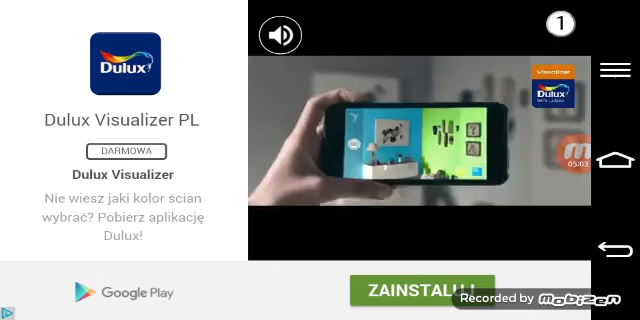 Dulux
Dulux Visualizer PL
DARMOWA
Dulux Visualizer
Nie wiesz jaki kolor ścian
wybrać? Pobierz aplikację
Dulux!
Google Play
1
Visualizer
Dulux
05:03
ZAINSTALUJ
Recorded by Mobizen